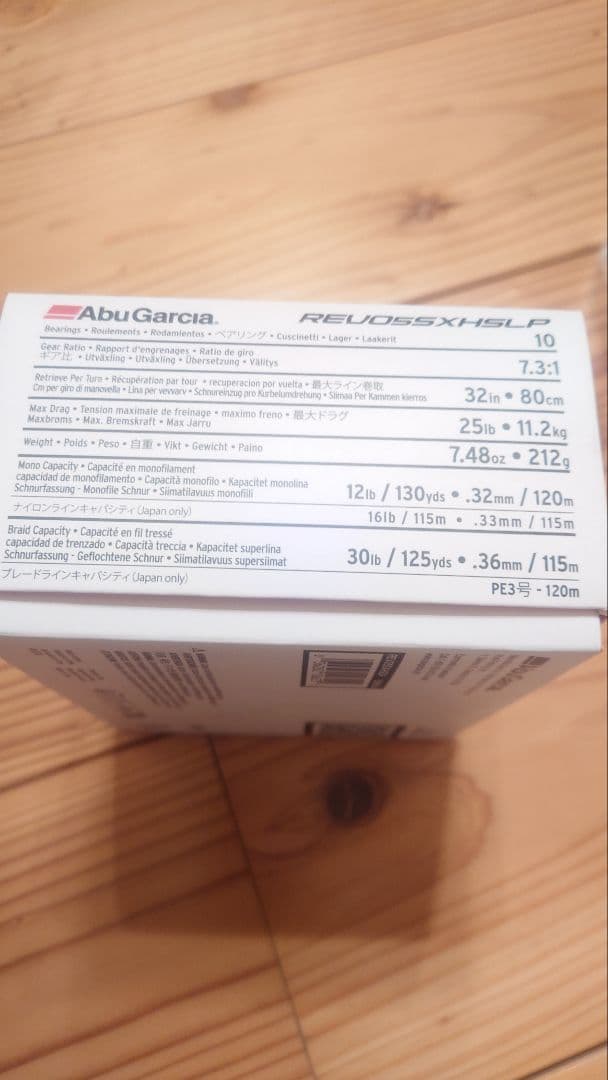 AbuGarcia.
REVO5SXHSLP
Bearings • Roulements • Rodamientos • ベアリング • Cuscinetti • Lager • Laakerit
10
Gear Ratio • Rapport d'engrenages • Ratio de giro
ギア比 • Utväxling • Utväxling • Übersetzung • Välitys
7.3:1
Retrieve Per Turn • Récupération par tour • recuperacion por vuelta • 最大ライン巻取
Cm per giro di manovella • Lina per vevvarv • Schnureinzug pro Kurbelumdrehung • Siimaa Per Kammen kierros
32in • 80cm
Max Drag • Tension maximale de freinage • maximo freno • 最大ドラグ
Maxbroms • Max. Bremskraft • Max Jarru
25lb • 11.2kg
Weight • Poids • Peso • 自重 • Vikt • Gewicht • Paino
7.48oz • 212g
Mono Capacity • Capacité en monofilament
capacidad de monofilamento • Capacità monofilo • Kapacitet monolina
Schnurfassung - Monofile Schnur • Siimatilavuus monofiili
12lb / 130yds • .32mm / 120m
ナイロンラインキャパシティ(Japan only)
16lb / 115m • .33mm / 115m
Braid Capacity • Capacité en fil tressé
capacidad de trenzado • Capacità treccia • Kapacitet superlina
Schnurfassung - Geflochtene Schnur • Siimatilavuus supersiimat
30lb / 125yds • .36mm / 115m
ブレードラインキャパシティ(Japan only)
PE3号 - 120m